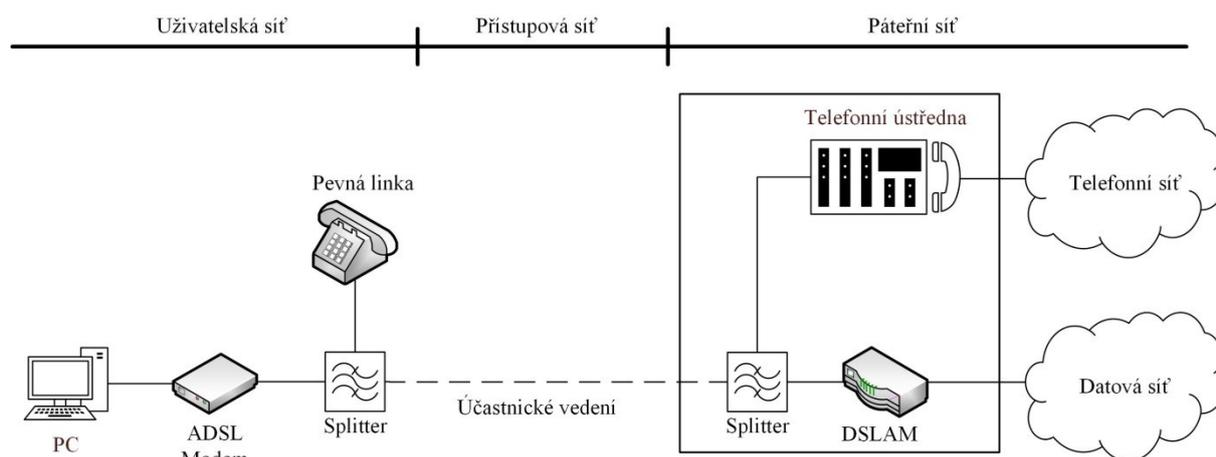 Uživatelská síť
Přístupová síť
Páteřní síť
Telefonní ústředna
Pevná linka
Telefonní síť
Účastnické vedení
Datová síť
PC
ADSL
Modem
Splitter
Splitter
DSLAM